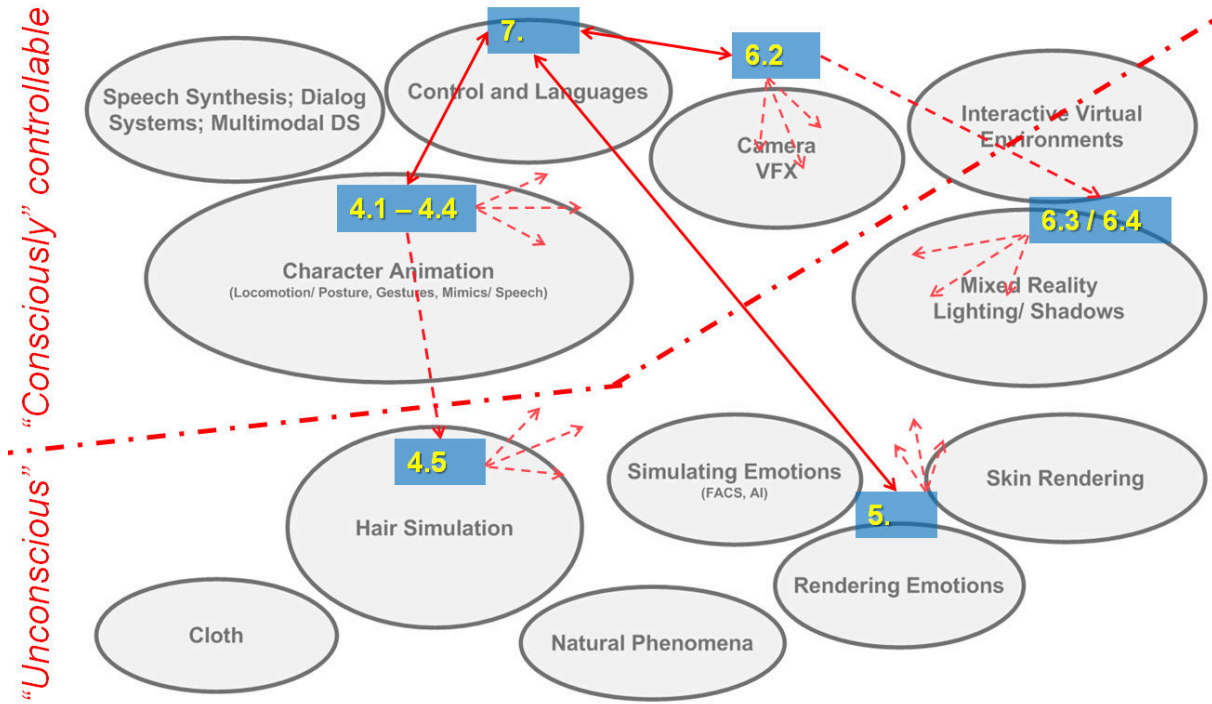 “Unconscious” “Consciously” controllable
7.
6.2
Speech Synthesis; Dialog
Systems; Multimodal DS
Control and Languages
Camera
VFX
Interactive Virtual
Environments
4.1 – 4.4
6.3 / 6.4
Character Animation
(Locomotion/ Posture, Gestures, Mimics/ Speech)
Mixed Reality
Lighting/ Shadows
4.5
Hair Simulation
Simulating Emotions
(FACS, AI)
Skin Rendering
5.
Rendering Emotions
Cloth
Natural Phenomena